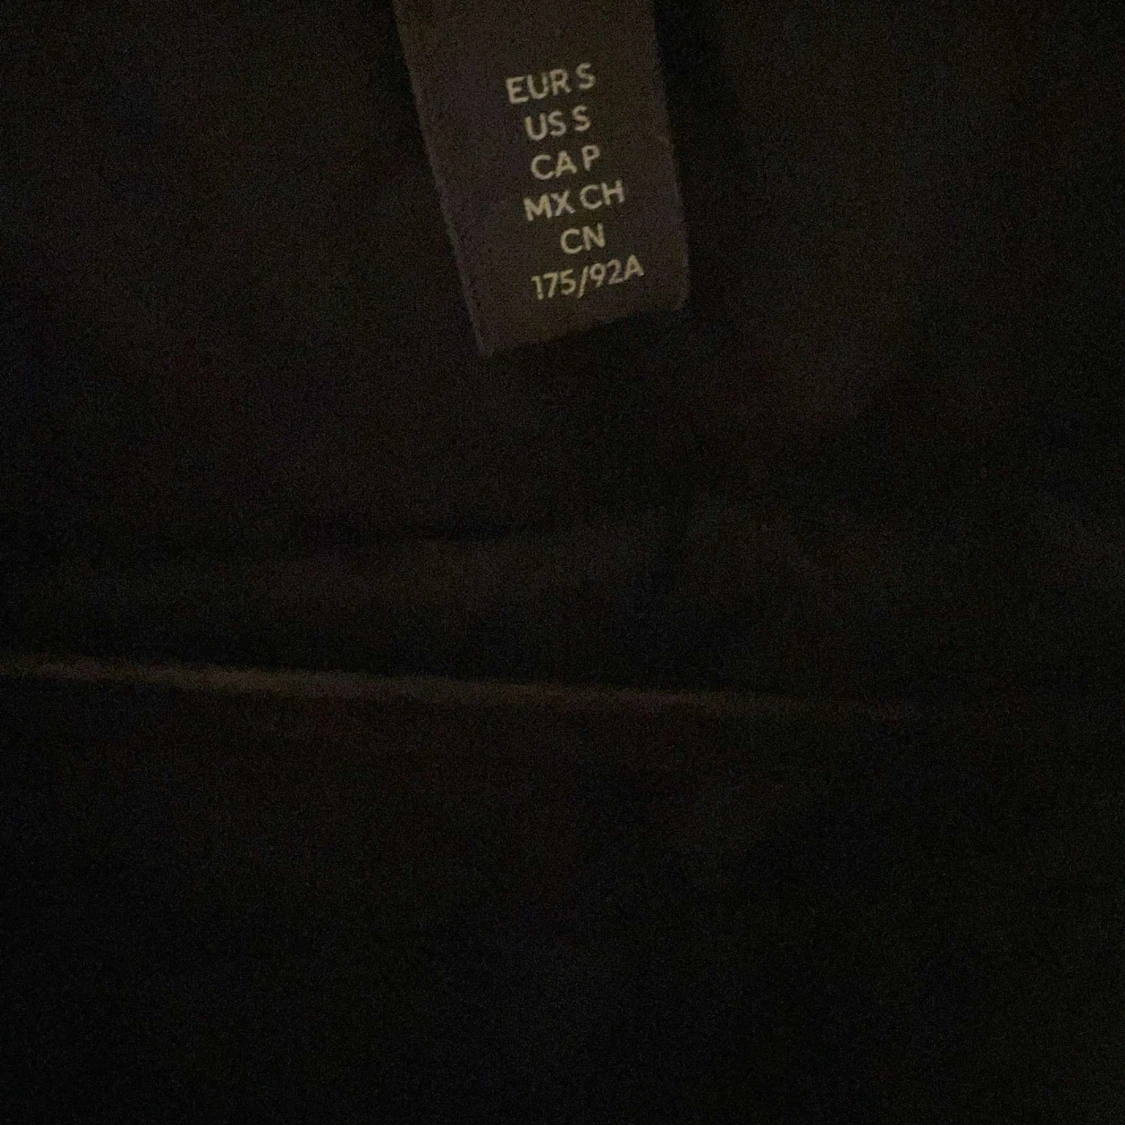 EUR S
US S
CA P
MX CH
CN
175/92A